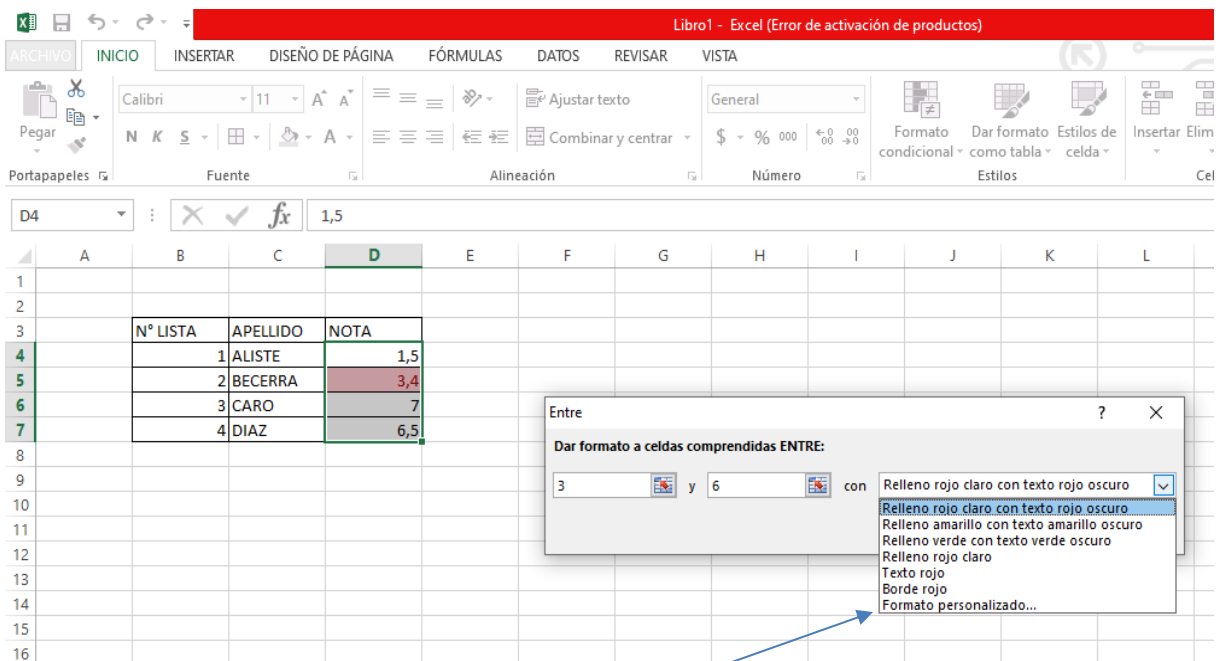 Libro1 - Excel (Error de activación de productos)
ARCHIVO INICIO INSERTAR DISEÑO DE PÁGINA FÓRMULAS DATOS REVISAR VISTA
Calibri 11 A A Ajustar texto General
Pegar N K S A Combinar y centrar $ % 000 ,0 ,00 ,00 ,0 Formato condicional Dar formato como tabla Estilos de celda Insertar Elim
Portapapeles Fuente Alineación Número Estilos Cel
D4 fx 1,5
A B C D E F G H I J K L
1
2
3 N° LISTA APELLIDO NOTA
4 1 ALISTE 1,5
5 2 BECERRA 3,4
6 3 CARO 7
7 4 DIAZ 6,5
8
9
10
11
12
13
14
15
16
Entre ? X
Dar formato a celdas comprendidas ENTRE:
3 y 6 con Relleno rojo claro con texto rojo oscuro
Relleno rojo claro con texto rojo oscuro
Relleno amarillo con texto amarillo oscuro
Relleno verde con texto verde oscuro
Relleno rojo claro
Texto rojo
Borde rojo
Formato personalizado...